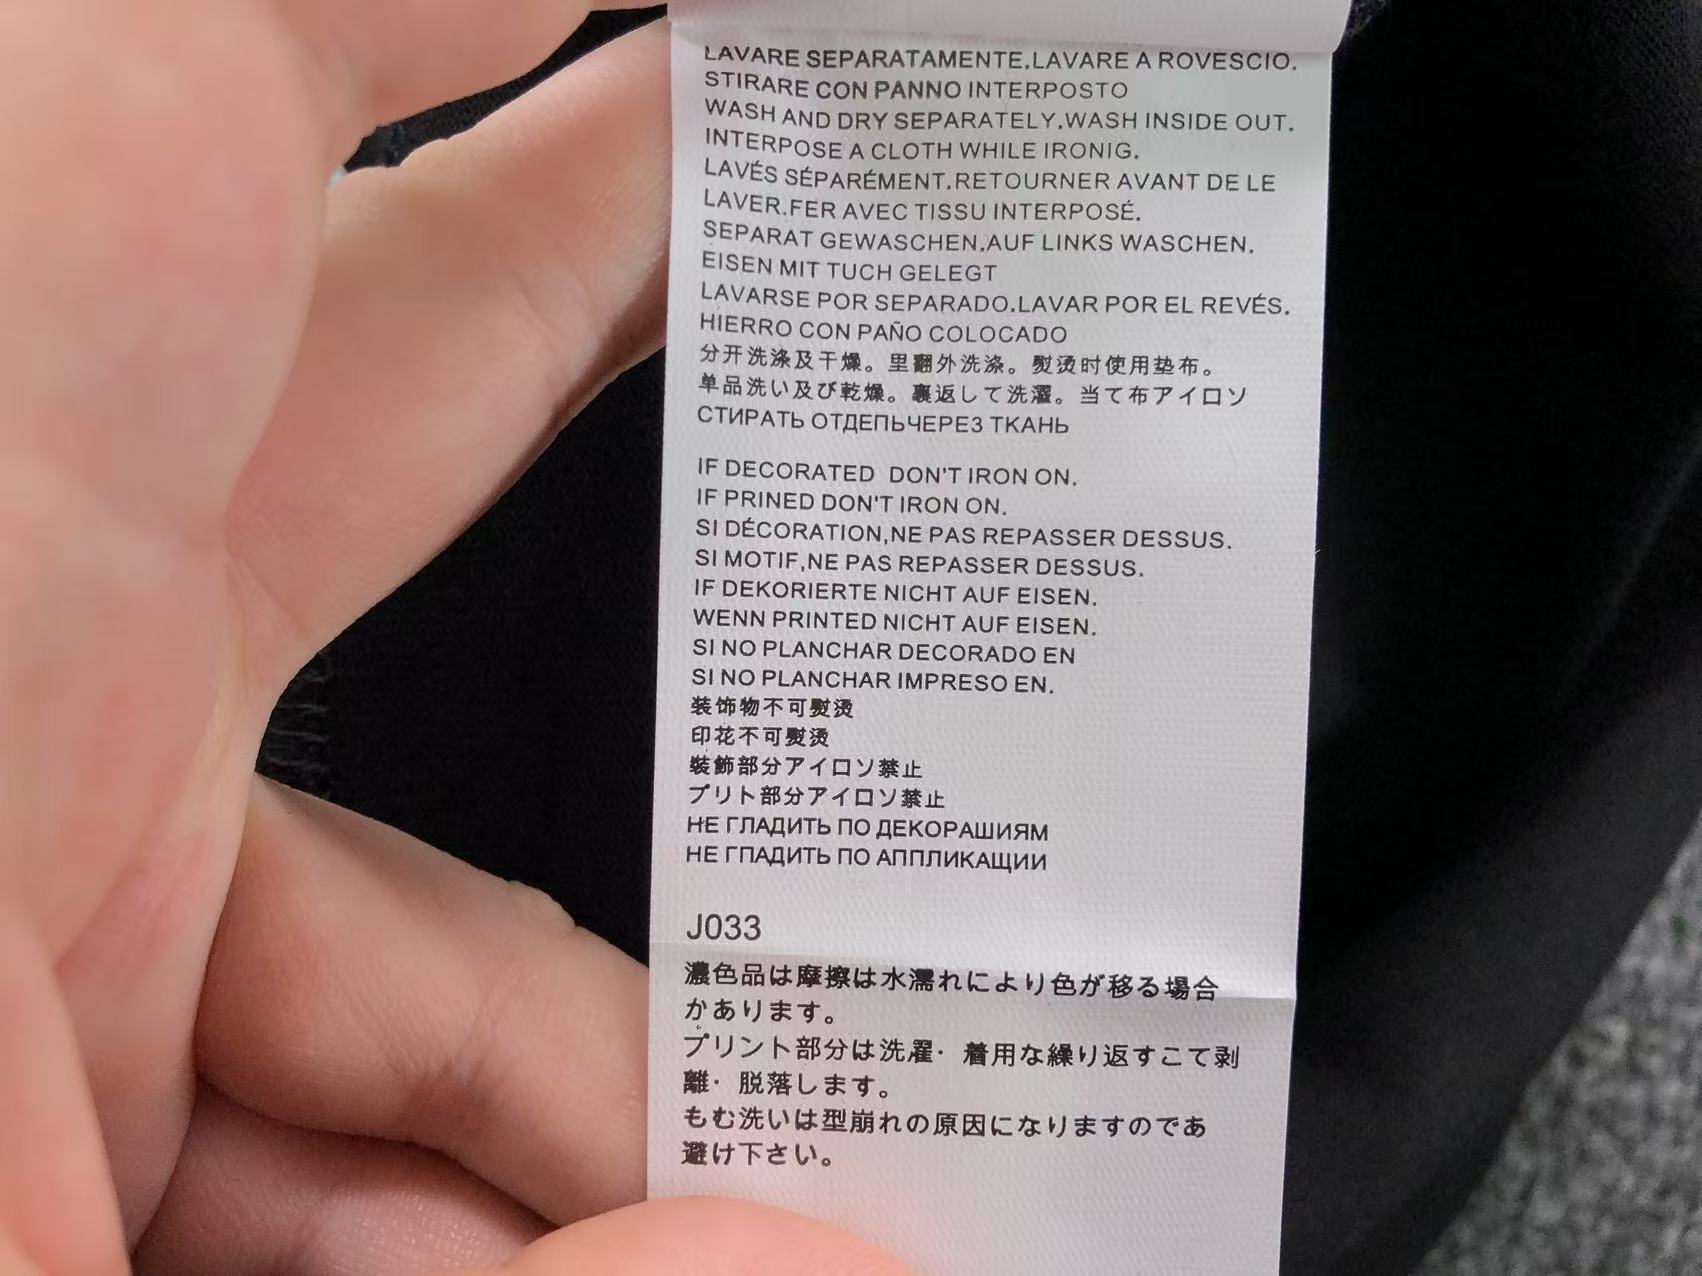 LAVARE SEPARATAMENTE.LAVARE A ROVESCIO.
STIRARE CON PANNO INTERPOSTO
WASH AND DRY SEPARATELY.WASH INSIDE OUT.
INTERPOSE A CLOTH WHILE IRONIG.
LAVÉS SÉPARÉMENT.RETOURNER AVANT DE LE
LAVER.FER AVEC TISSU INTERPOSÉ.
SEPARAT GEWASCHEN.AUF LINKS WASCHEN.
EISEN MIT TUCH GELEGT
LAVARSE POR SEPARADO.LAVAR POR EL REVÉS.
HIERRO CON PAÑO COLOCADO
分开洗涤及干燥。里翻外洗涤。熨烫时使用垫布。
单品洗い及び乾燥。裏返して洗濯。当て布アイロソ
СТИРАТЬ ОТДЕПЬЧЕРЕЗ ТКАНЬ
IF DECORATED DON'T IRON ON.
IF PRINED DON'T IRON ON.
SI DÉCORATION,NE PAS REPASSER DESSUS.
SI MOTIF,NE PAS REPASSER DESSUS.
IF DEKORIERTE NICHT AUF EISEN.
WENN PRINTED NICHT AUF EISEN.
SI NO PLANCHAR DECORADO EN
SI NO PLANCHAR IMPRESO EN.
装饰物不可熨烫
印花不可熨烫
裝飾部分アイロソ禁止
プリト部分アイロソ禁止
НЕ ГЛАДИТЬ ПО ДЕКОРАШИЯМ
НЕ ГПАДИТЬ ПО АППЛИКАЩИИ
J033
濃色品は摩擦は水濡れにより色が移る場合
かあります。
プリント部分は洗濯·着用な繰り返すこて剥
離·脱落します。
もむ洗いは型崩れの原因になりますのであ
避け下さい。